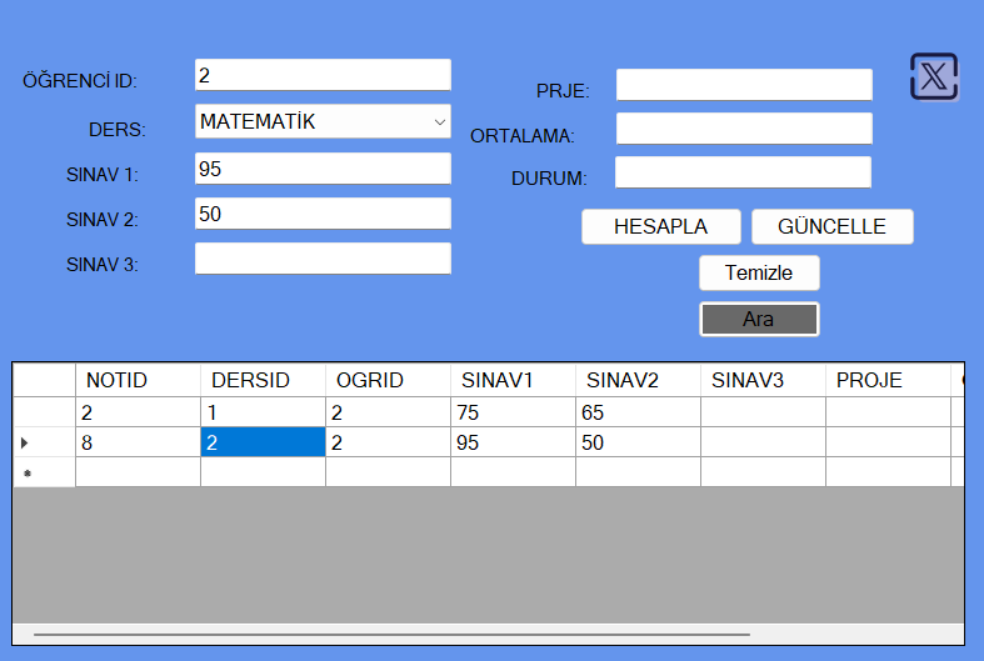 ÖĞRENCİ ID: 2
DERS: MATEMATİK
SINAV 1: 95
SINAV 2: 50
SINAV 3:
PRJE:
ORTALAMA:
DURUM:
HESAPLA GÜNCELLE
Temizle
Ara
NOTID DERSID OGRID SINAV1 SINAV2 SINAV3 PROJE
2 1 2 75 65
8 2 2 95 50